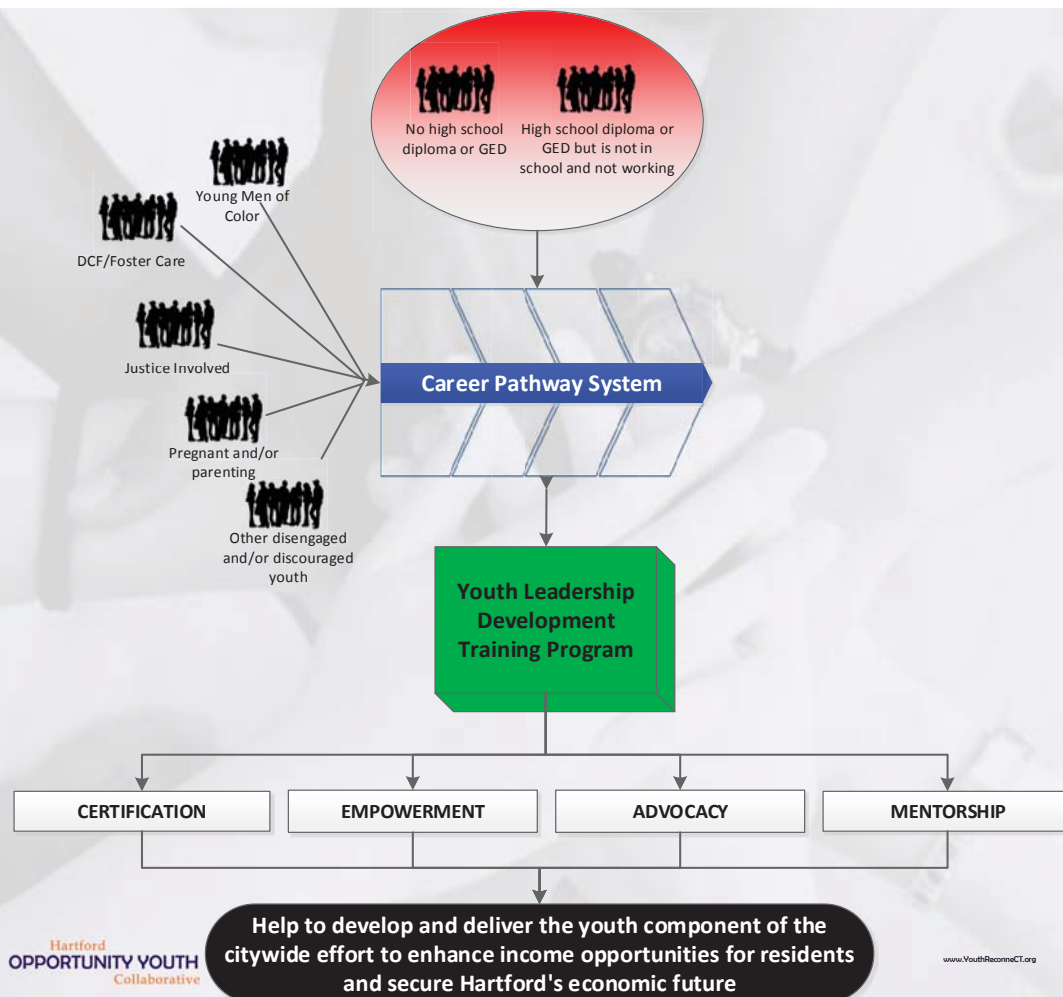 No high school
diploma or GED
High school diploma or
GED but is not in
school and not working
Young Men of
Color
DCF/Foster Care
Justice Involved
Pregnant and/or
parenting
Other disengaged
and/or discouraged
youth
Career Pathway System
Youth Leadership
Development
Training Program
CERTIFICATION
EMPOWERMENT
ADVOCACY
MENTORSHIP
Help to develop and deliver the youth component of the
citywide effort to enhance income opportunities for residents
and secure Hartford's economic future
Hartford
OPPORTUNITY YOUTH
Collaborative
www.YouthReconneCT.org